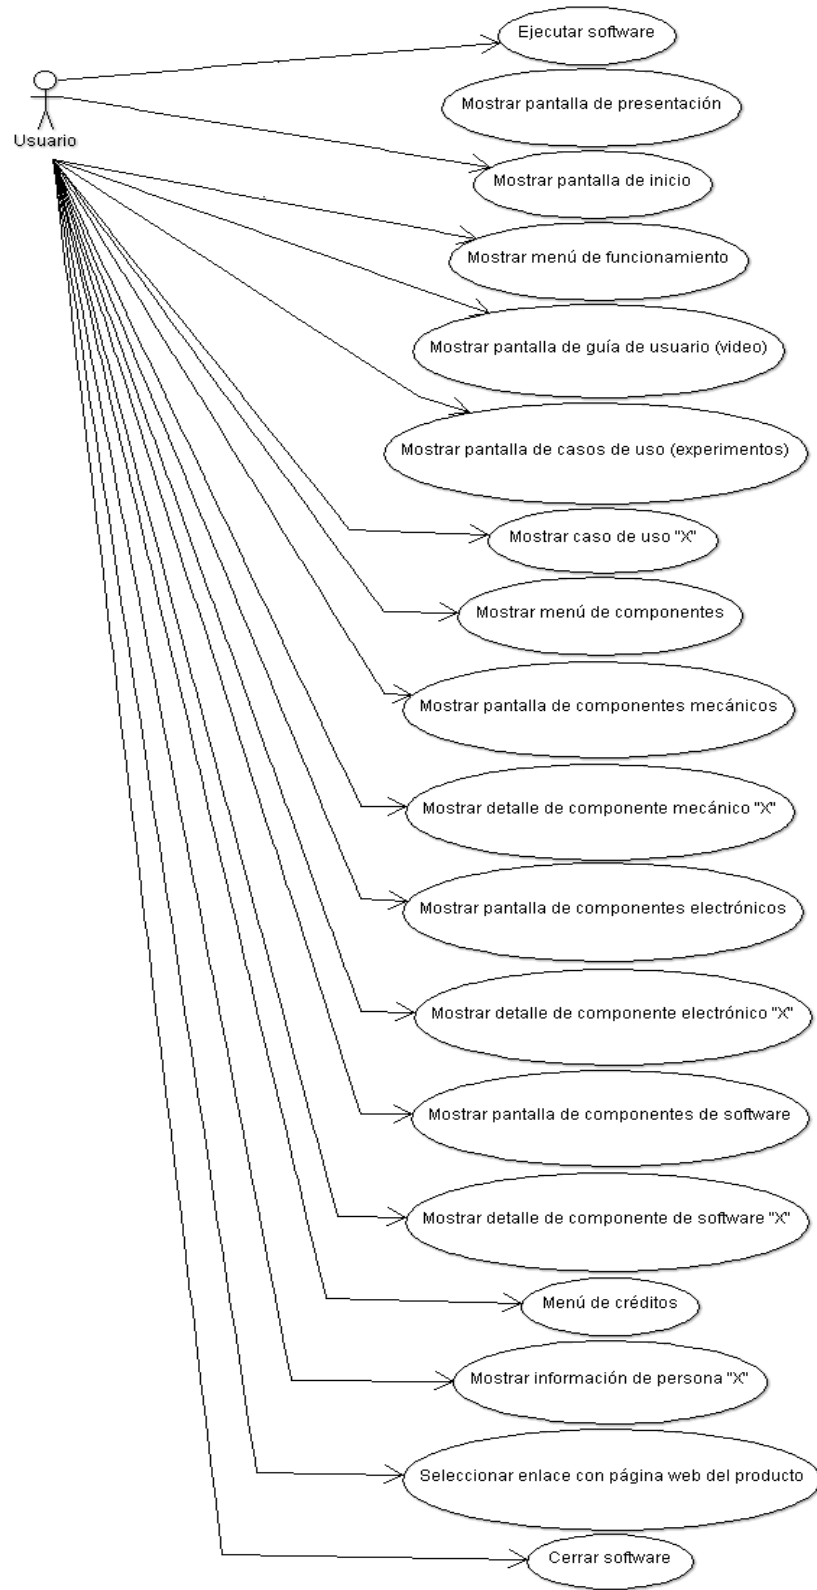 Ejecutar software
Mostrar pantalla de presentación
Usuario
Mostrar pantalla de inicio
Mostrar menú de funcionamiento
Mostrar pantalla de guía de usuario (video)
Mostrar pantalla de casos de uso (experimentos)
Mostrar caso de uso "X"
Mostrar menú de componentes
Mostrar pantalla de componentes mecánicos
Mostrar detalle de componente mecánico "X"
Mostrar pantalla de componentes electrónicos
Mostrar detalle de componente electrónico "X"
Mostrar pantalla de componentes de software
Mostrar detalle de componente de software "X"
Menú de créditos
Mostrar información de persona "X"
Seleccionar enlace con página web del producto
Cerrar software